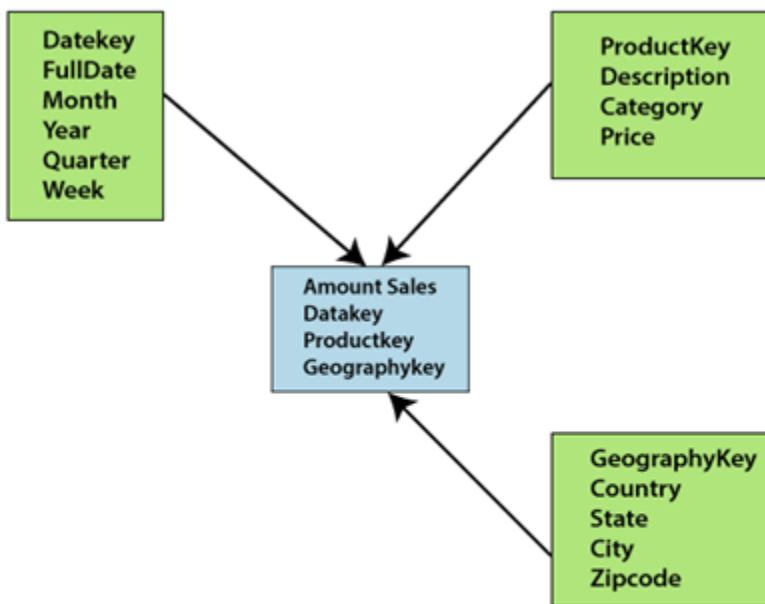 Datekey
FullDate
Month
Year
Quarter
Week
ProductKey
Description
Category
Price
Amount Sales
Datakey
Productkey
Geographykey
GeographyKey
Country
State
City
Zipcode